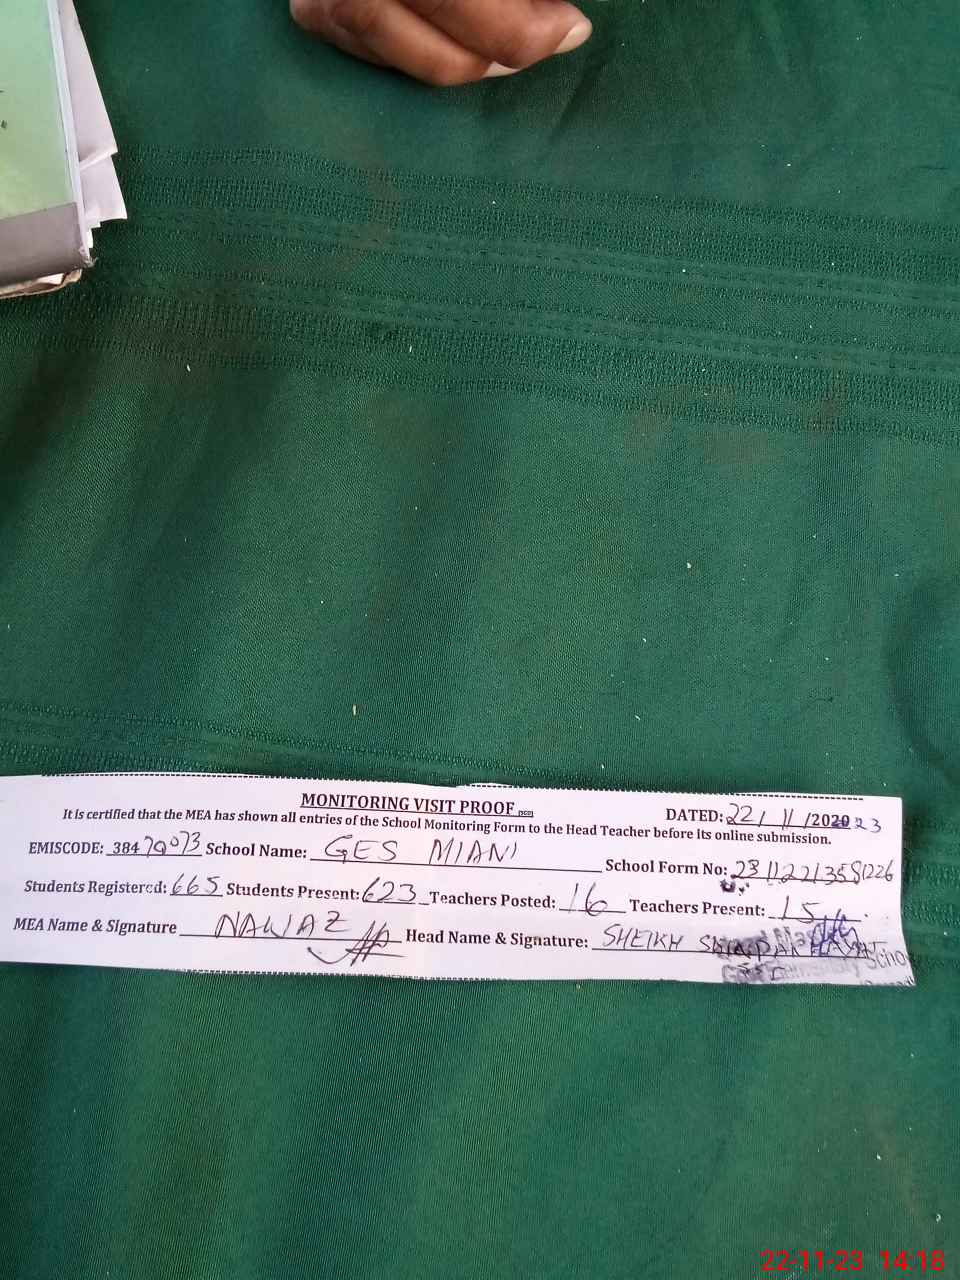 MONITORING VISIT PROOF
DATED: 22/11/2020 23
It is certified that the MEA has shown all entries of the School Monitoring Form to the Head Teacher before its online submission.
EMISCODE: 38470073 School Name: GES MIANI School Form No: 23112213581226
Students Registered: 665 Students Present: 623 Teachers Posted: 16 Teachers Present: 15
MEA Name & Signature NAWAZ Head Name & Signature: SHEIKH HAYAT
22-11-23 14:18